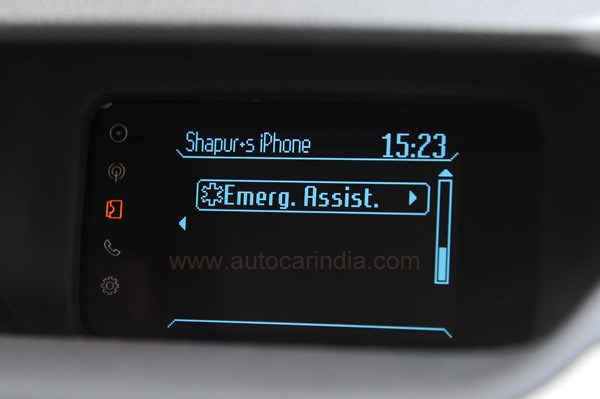 Shapur+s iPhone 15:23
Emerg. Assist.
www.autocarindia.com